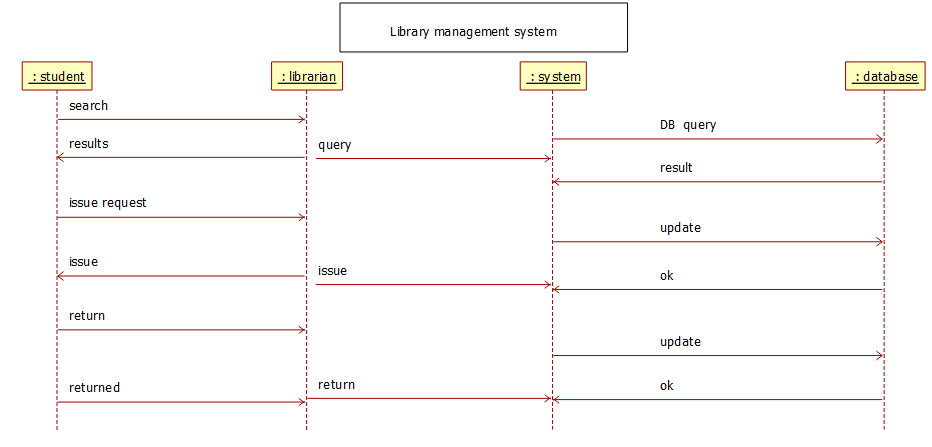 Library management system
: student
: librarian
: system
: database
search
DB query
results
query
result
issue request
update
issue
issue
ok
return
update
returned
return
ok